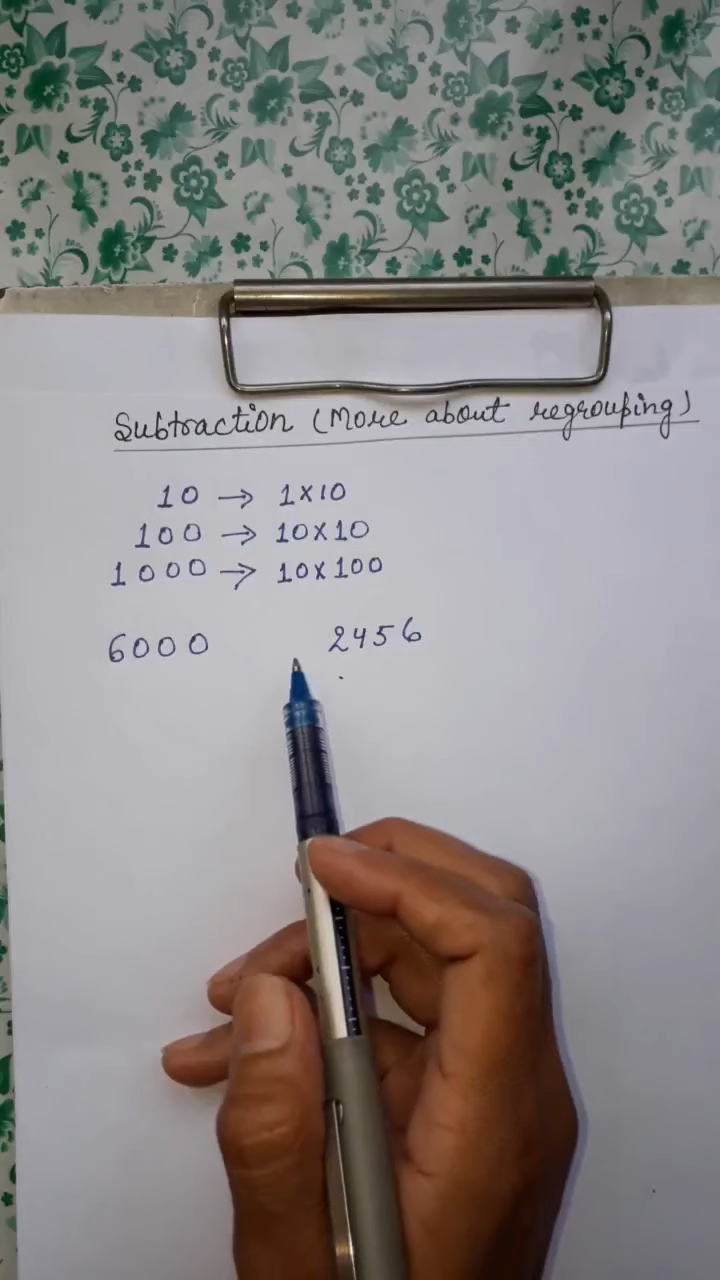 Subtraction (More about regrouping)
10 → 1×10
100 → 10×10
1000 → 10×100
6000 2456